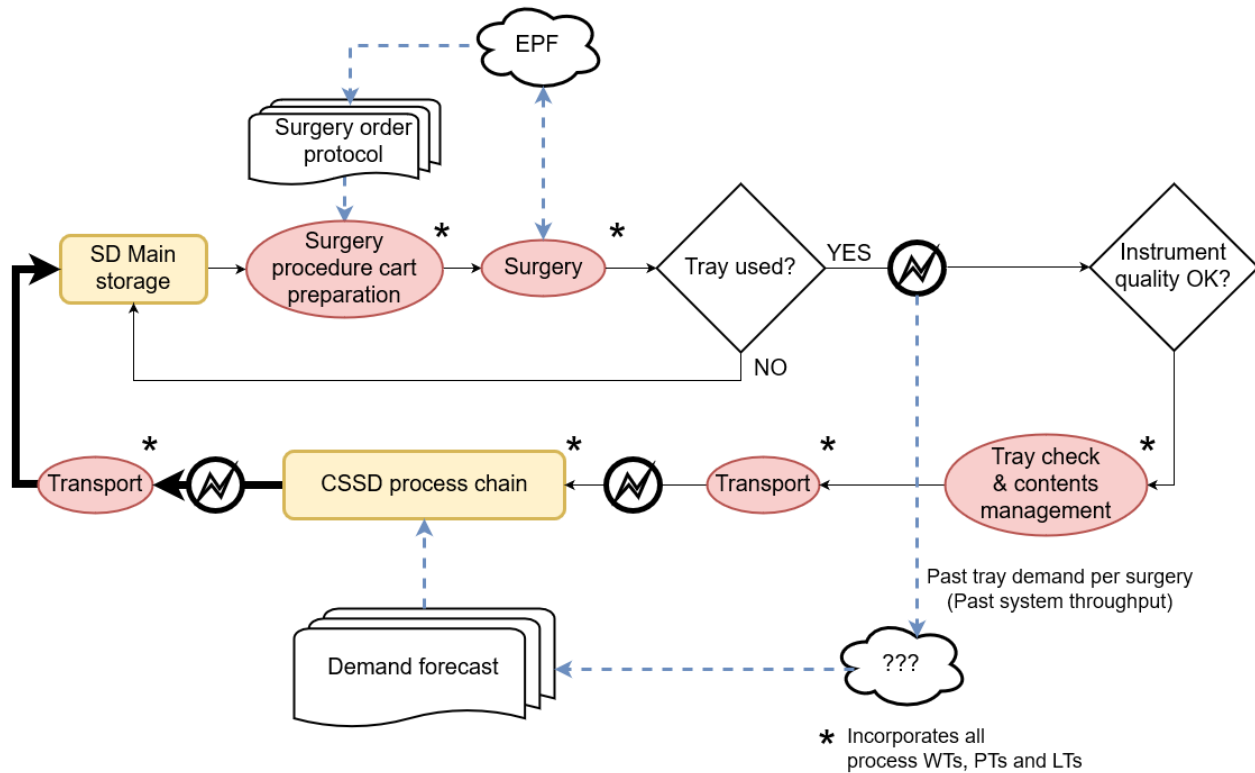 EPF
Surgery order
protocol
*
*
SD Main
storage
Surgery
procedure cart
preparation
Surgery
Tray used?
YES
Instrument
quality OK?
NO
*
*
*
*
Transport
CSSD process chain
Transport
Tray check
& contents
management
Past tray demand per surgery
(Past system throughput)
Demand forecast
???
* Incorporates all
process WTs, PTs and LTs